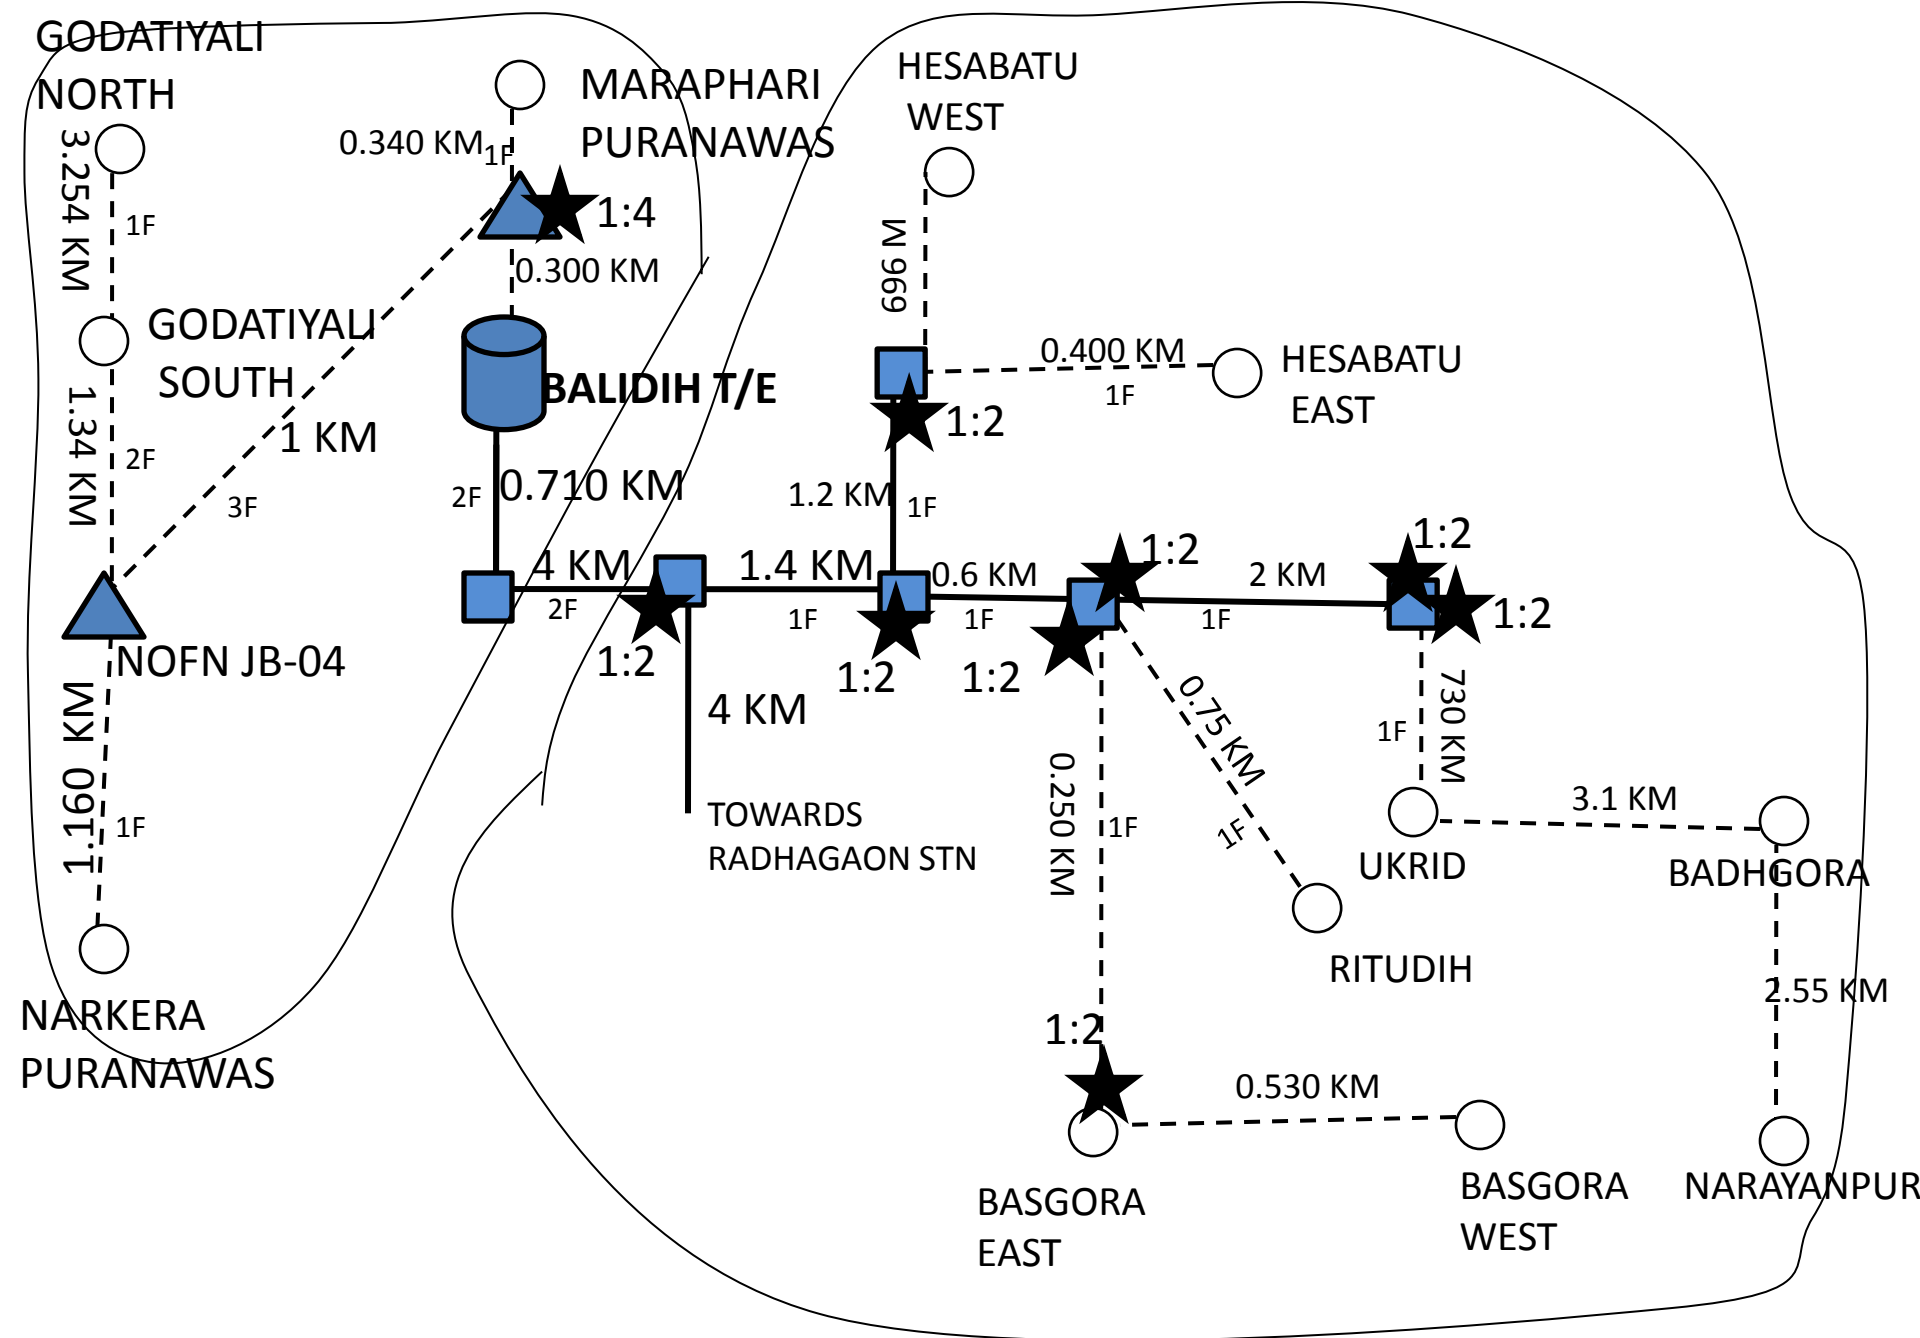 GODATIYALI
NORTH
MARAPHARI
PURANAWAS
HESABATU
WEST
3.254 KM
0.340 KM
1F
1F
1:4
0.300 KM
696 M
GODATIYALI
SOUTH
BALIDIH T/E
0.400 KM
1F
HESABATU
EAST
1:2
1.34 KM
2F
1 KM
3F
2F
0.710 KM
1.2 KM
1F
4 KM
2F
1.4 KM
1F
0.6 KM
1F
1:2
2 KM
1F
1:2
1:2
NOFN JB-04
1:2
1:2
1:2
4 KM
1.190 KM
1F
TOWARDS
RADHAGAON STN
0.250 KM
1F
0.75 KM
1F
1F
730 KM
UKRID
3.1 KM
BADHGORA
RITUDIH
2.55 KM
NARKERA
PURANAWAS
1:2
0.530 KM
BASGORA
EAST
BASGORA
WEST
NARAYANPUR